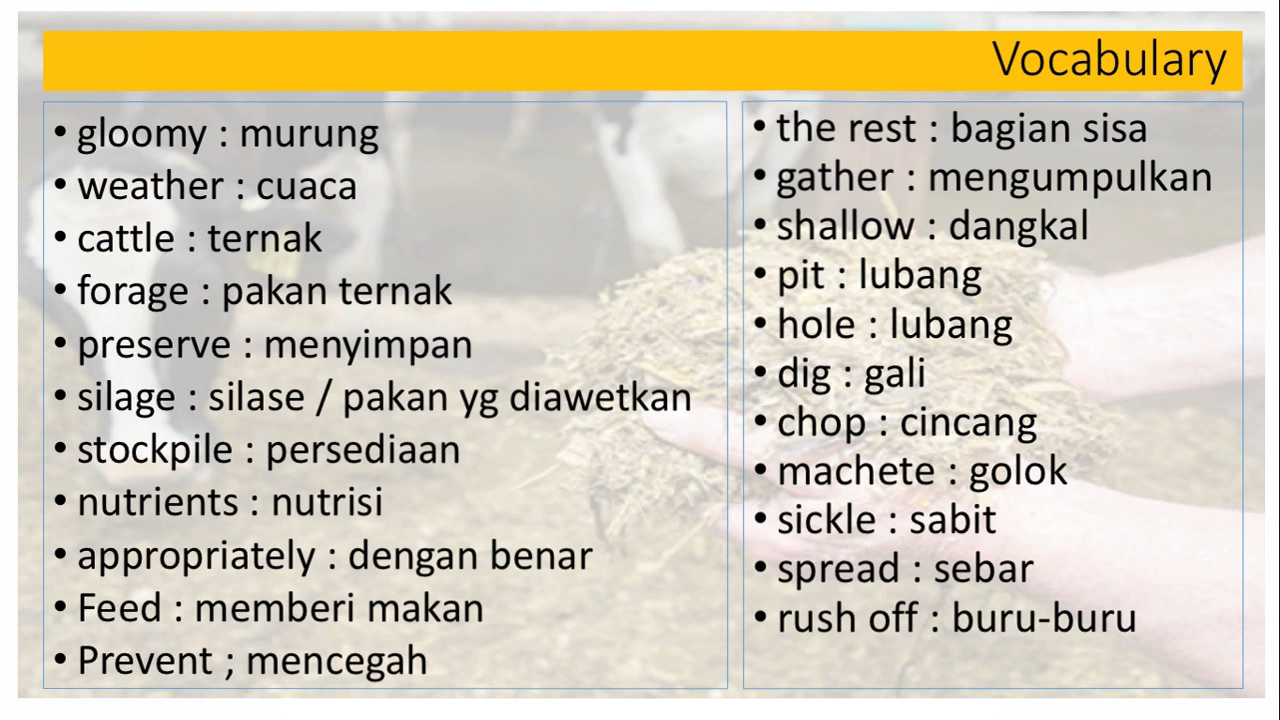 Vocabulary
• gloomy : murung
• weather : cuaca
• cattle : ternak
• forage : pakan ternak
• preserve : menyimpan
• silage : silase / pakan yg diawetkan
• stockpile : persediaan
• nutrients : nutrisi
• appropriately : dengan benar
• Feed : memberi makan
• Prevent ; mencegah
• the rest : bagian sisa
• gather : mengumpulkan
• shallow : dangkal
• pit : lubang
• hole : lubang
• dig : gali
• chop : cincang
• machete : golok
• sickle : sabit
• spread : sebar
• rush off : buru-buru